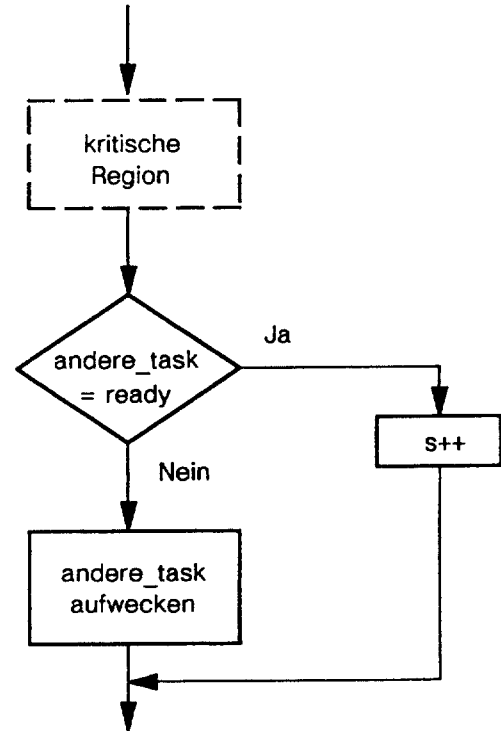 kritische
Region
Ja
andere_task
= ready
s++
Nein
andere_task
aufwecken